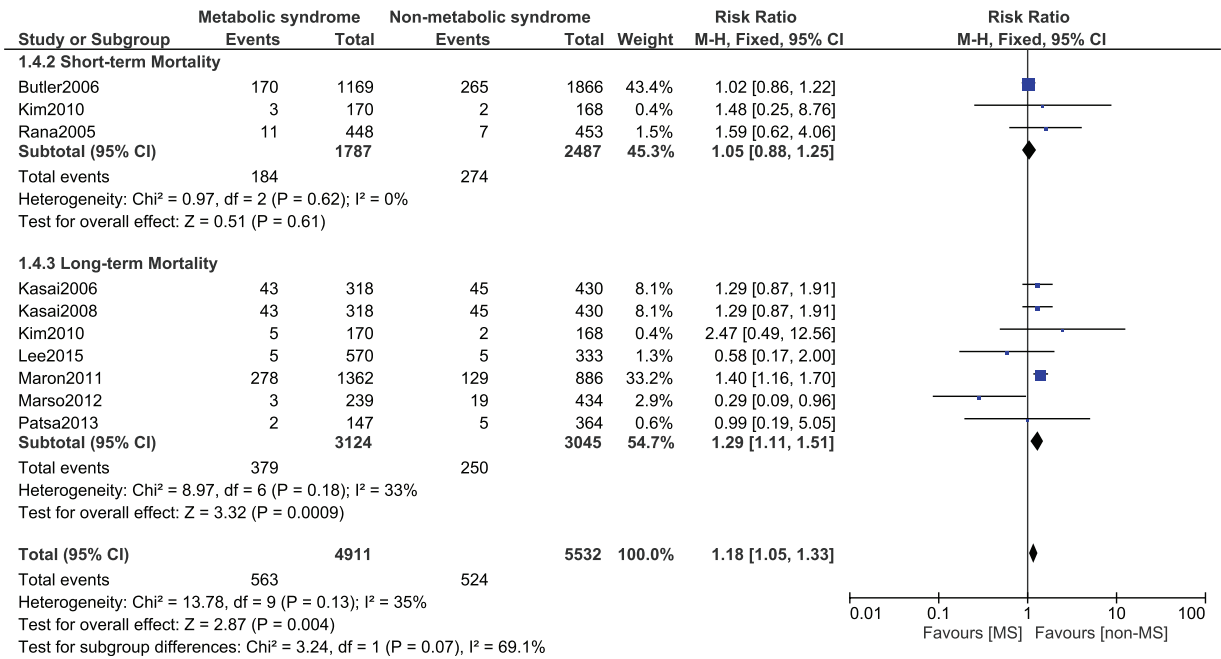 Metabolic syndrome Non-metabolic syndrome Risk Ratio Risk Ratio
Study or Subgroup Events Total Events Total Weight M-H, Fixed, 95% CI M-H, Fixed, 95% CI
1.4.2 Short-term Mortality
Butler2006 170 1169 265 1866 43.4% 1.02 [0.86, 1.22]
Kim2010 3 170 2 168 0.4% 1.48 [0.25, 8.76]
Rana2005 11 448 7 453 1.5% 1.59 [0.62, 4.06]
Subtotal (95% CI) 1787 2487 45.3% 1.05 [0.88, 1.25]
Total events 184 274
Heterogeneity: Chi² = 0.97, df = 2 (P = 0.62); I² = 0%
Test for overall effect: Z = 0.51 (P = 0.61)
1.4.3 Long-term Mortality
Kasai2006 43 318 45 430 8.1% 1.29 [0.87, 1.91]
Kasai2008 43 318 45 430 8.1% 1.29 [0.87, 1.91]
Kim2010 5 170 2 168 0.4% 2.47 [0.49, 12.56]
Lee2015 5 570 5 333 1.3% 0.58 [0.17, 2.00]
Maron2011 278 1362 129 886 33.2% 1.40 [1.16, 1.70]
Marso2012 3 239 19 434 2.9% 0.29 [0.09, 0.96]
Patsa2013 2 147 5 364 0.6% 0.99 [0.19, 5.05]
Subtotal (95% CI) 3124 3045 54.7% 1.29 [1.11, 1.51]
Total events 379 250
Heterogeneity: Chi² = 8.97, df = 6 (P = 0.18); I² = 33%
Test for overall effect: Z = 3.32 (P = 0.0009)
Total (95% CI) 4911 5532 100.0% 1.18 [1.05, 1.33]
Total events 563 524
Heterogeneity: Chi² = 13.78, df = 9 (P = 0.13); I² = 35%
Test for overall effect: Z = 2.87 (P = 0.004)
Test for subgroup differences: Chi² = 3.24, df = 1 (P = 0.07), I² = 69.1%
0.01 0.1 1 10 100
Favours [MS] Favours [non-MS]